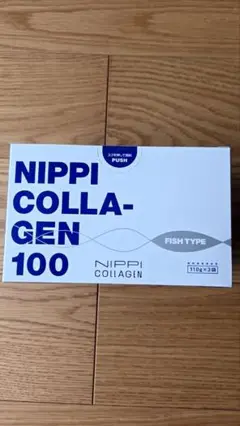 PUSH
NIPPI
COLLA-
GEN
100
FISH TYPE
NIPPI
COLLAGEN
110g×3袋